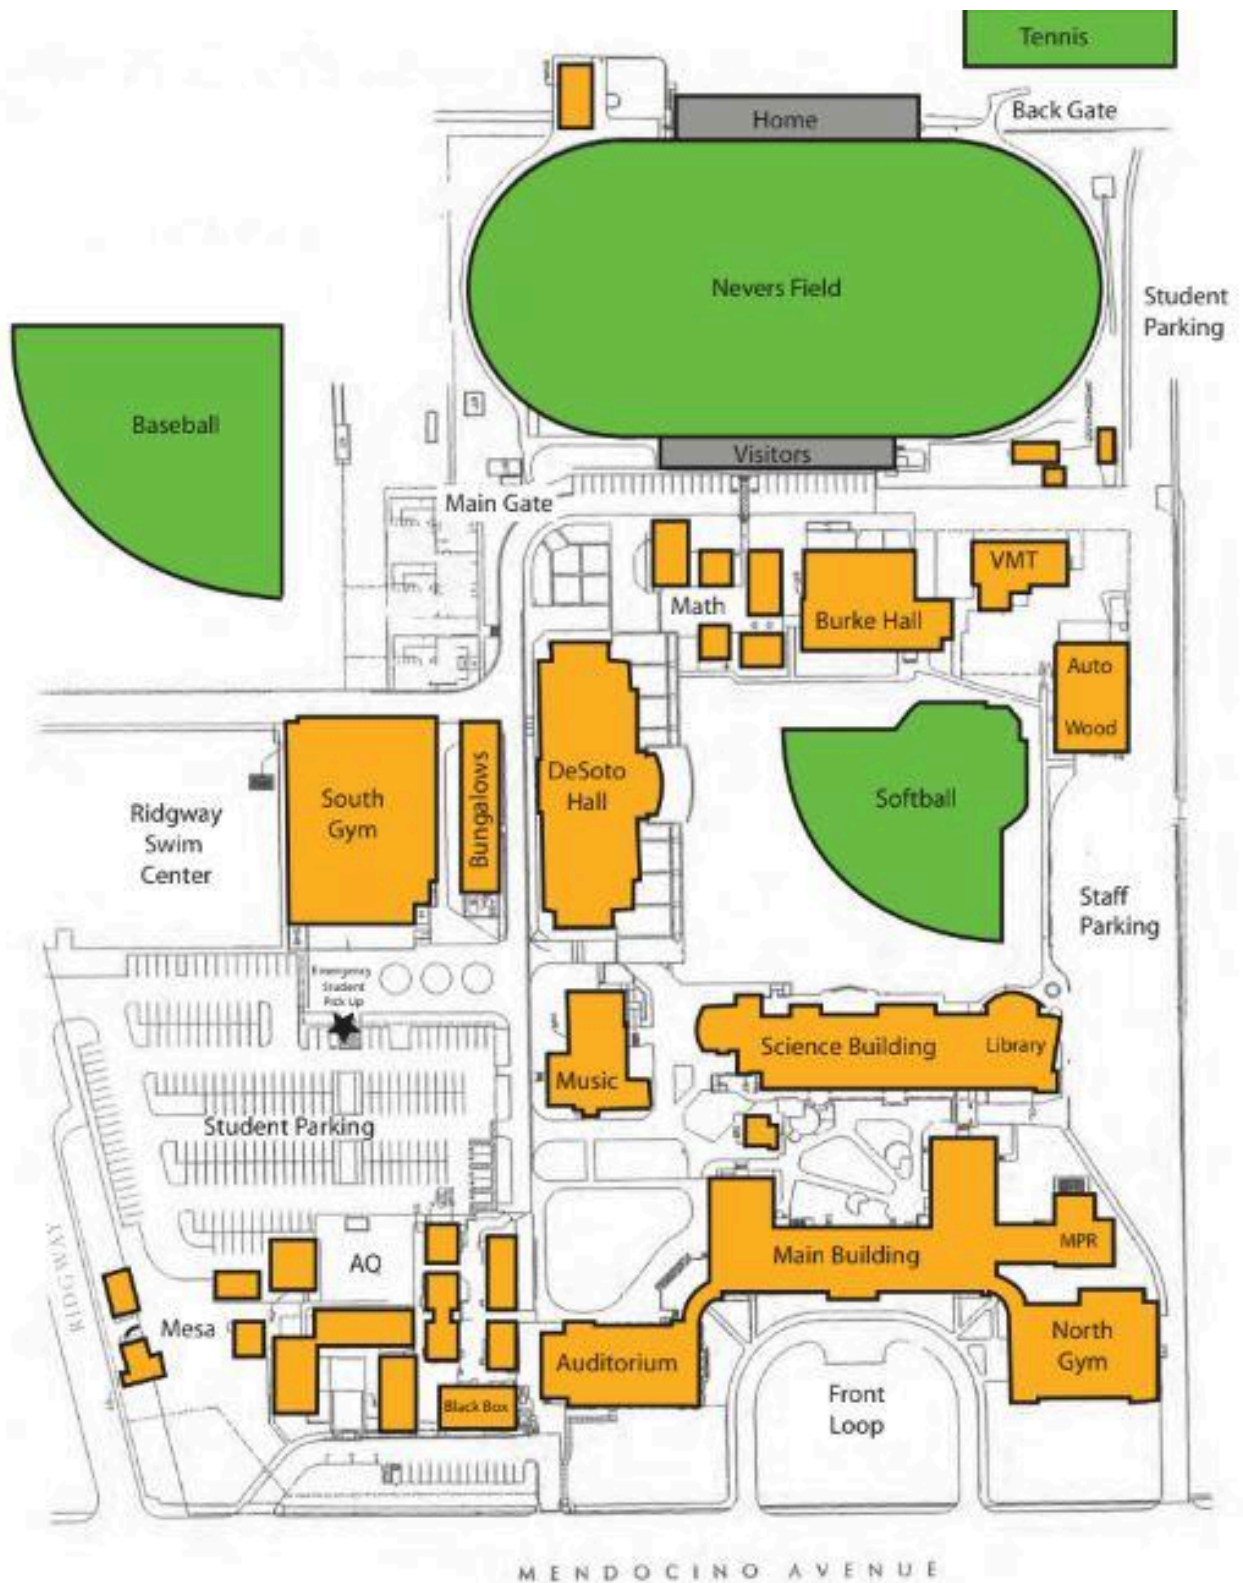 Tennis
Back Gate
Home
Nevers Field
Student
Parking
Baseball
Visitors
Main Gate
VMT
Math
Burke Hall
Auto
Wood
DeSoto
Hall
South
Gym
Bungalows
Softball
Ridgway
Swim
Center
Staff
Parking
Emergency
Student
Pick Up
Science Building
Library
Music
Student Parking
RIDGWAY
AQ
Main Building
MPR
Mesa
Auditorium
North
Gym
Black Box
Front
Loop
MENDOCINO AVENUE